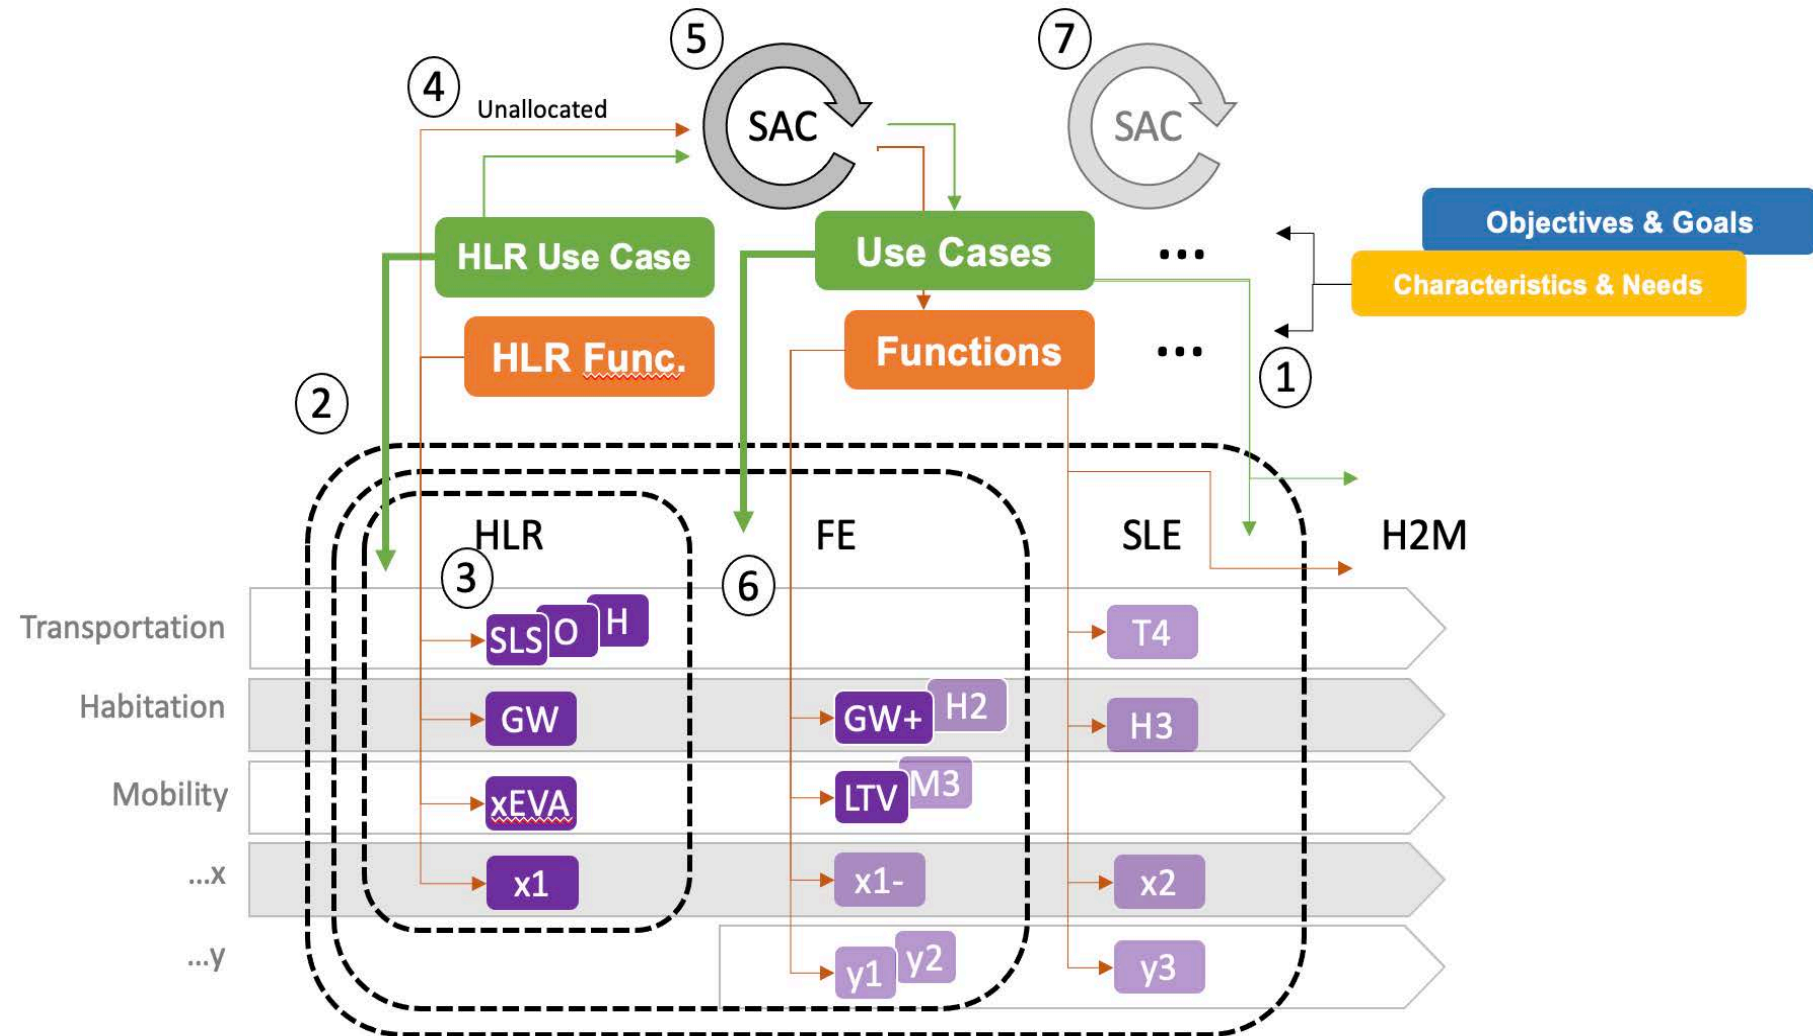 5
7
4
Unallocated
SAC
SAC
Objectives & Goals
HLR Use Case
Use Cases
...
Characteristics & Needs
HLR Func.
Functions
...
1
2
HLR
FE
SLE
H2M
3
6
Transportation
SLS
O
H
T4
Habitation
GW
GW+
H2
H3
Mobility
xEVA
LTV
M3
...x
x1
x1-
x2
...y
y1
y2
y3